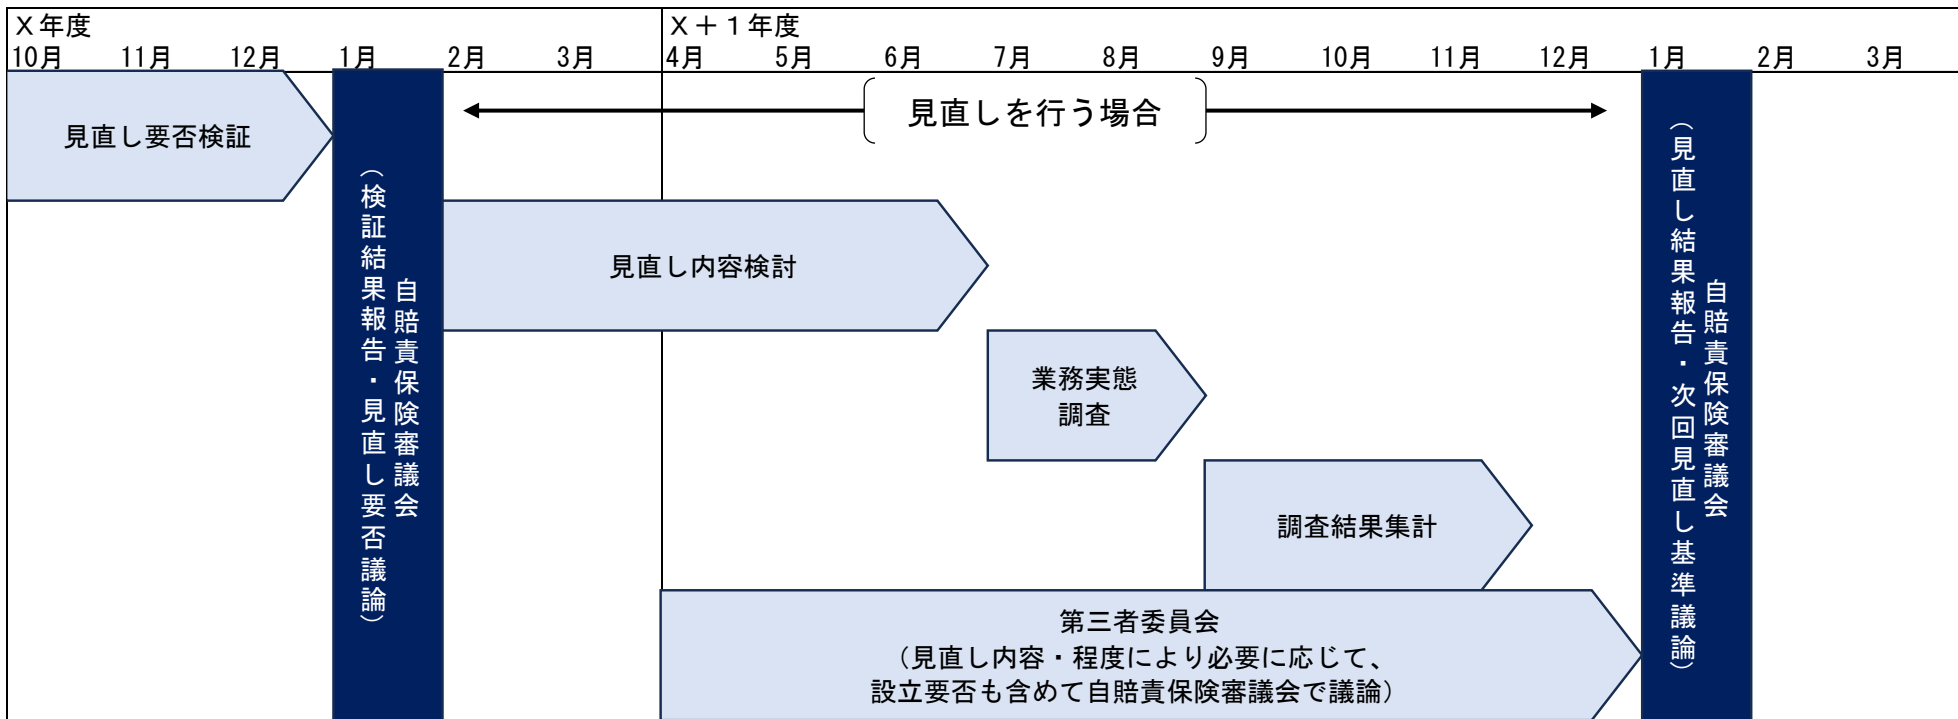 Ｘ年度
Ｘ＋１年度
10月 11月 12月 1月 2月 3月 4月 5月 6月 7月 8月 9月 10月 11月 12月 1月 2月 3月
見直しを行う場合
見直し要否検証
自賠責保険審議会
（検証結果報告・見直し要否議論）
見直し内容検討
業務実態
調査
調査結果集計
第三者委員会
（見直し内容・程度により必要に応じて、
設立要否も含めて自賠責保険審議会で議論）
自賠責保険審議会
（見直し結果報告・次回見直し基準議論）